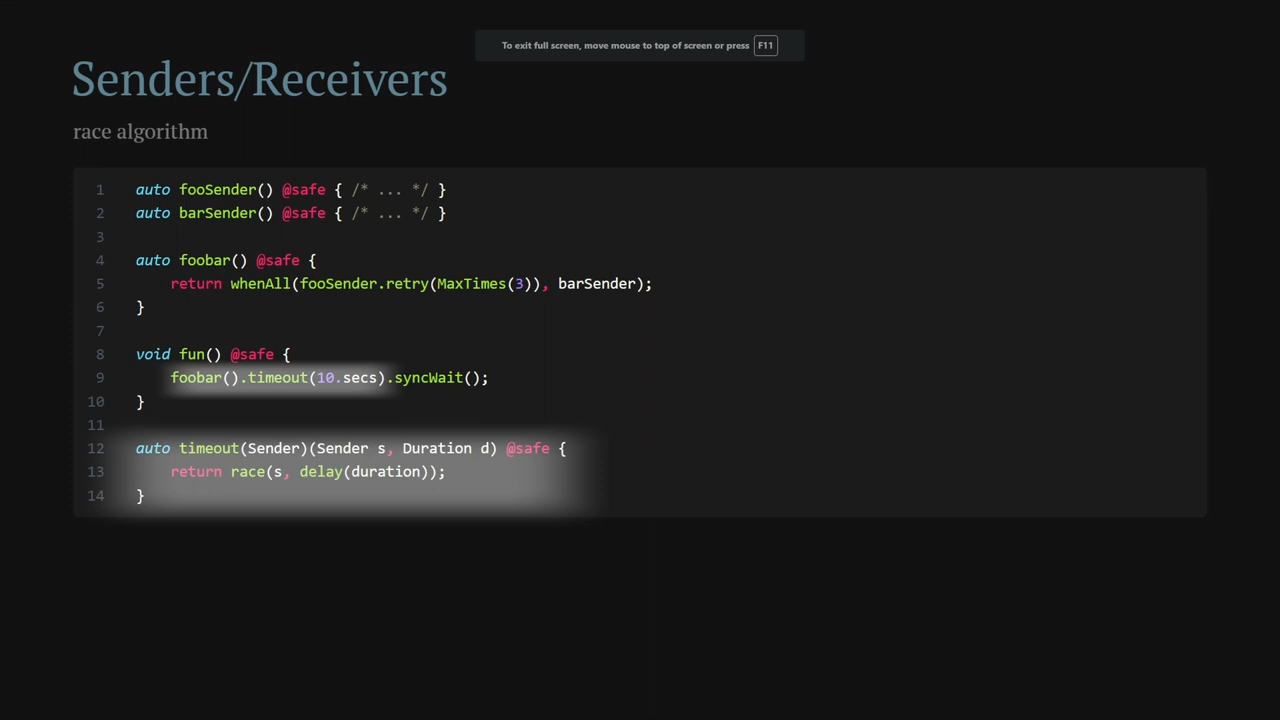 To exit full screen, move mouse to top of screen or press F11
Senders/Receivers
race algorithm
1 auto fooSender() @safe { /* ... */ }
2 auto barSender() @safe { /* ... */ }
3
4 auto foobar() @safe {
5 return whenAll(fooSender.retry(MaxTimes(3)), barSender);
6 }
7
8 void fun() @safe {
9 foobar().timeout(10.secs).syncWait();
10 }
11
12 auto timeout(Sender)(Sender s, Duration d) @safe {
13 return race(s, delay(duration));
14 }